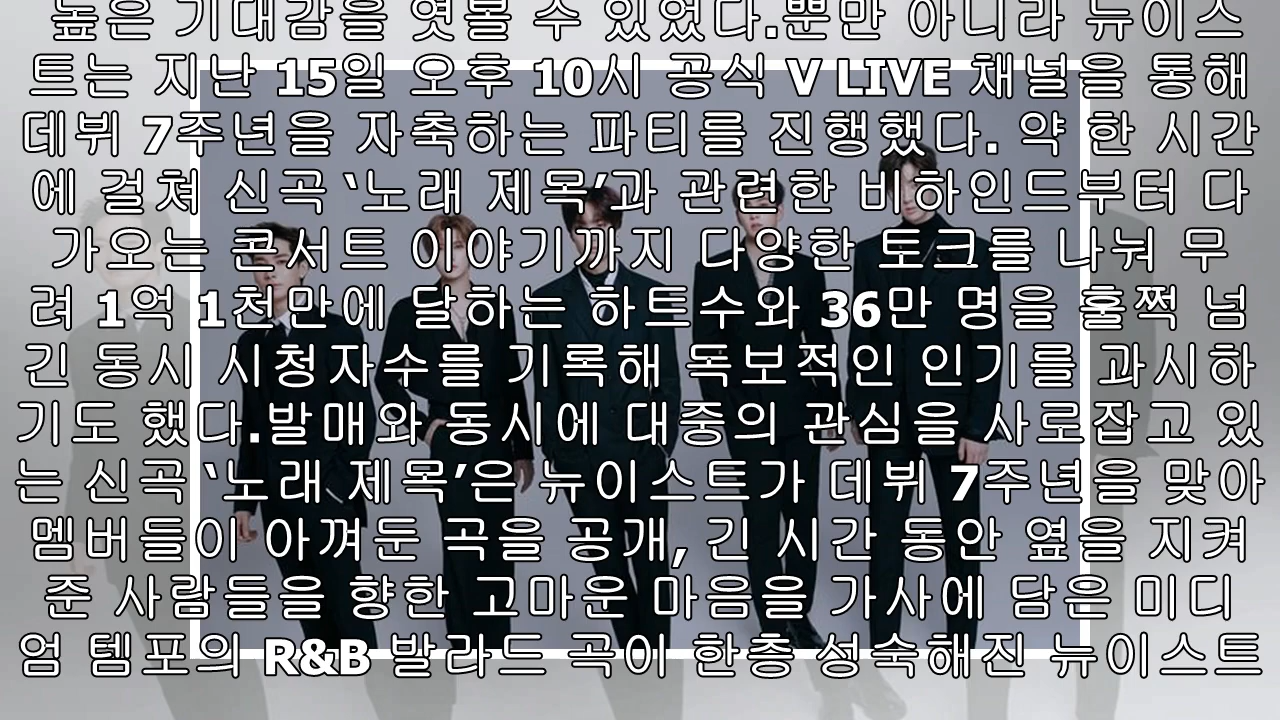 높은 기대감을 엿볼 수 있었다.뿐만 아니라 뉴이스
트는 지난 15일 오후 10시 공식 V LIVE 채널을 통해
데뷔 7주년을 자축하는 파티를 진행했다. 약 한 시간
에 걸쳐 신곡 ‘노래 제목’과 관련한 비하인드부터 다
가오는 콘서트 이야기까지 다양한 토크를 나눠 무
려 1억 1천만에 달하는 하트수와 36만 명을 훌쩍 넘
긴 동시 시청자수를 기록해 독보적인 인기를 과시하
기도 했다.발매와 동시에 대중의 관심을 사로잡고 있
는 신곡 ‘노래 제목’은 뉴이스트가 데뷔 7주년을 맞아
멤버들이 아껴둔 곡을 공개, 긴 시간 동안 옆을 지켜
준 사람들을 향한 고마운 마음을 가사에 담은 미디
엄 템포의 R&B 발라드 곡이 한층 성숙해진 뉴이스트